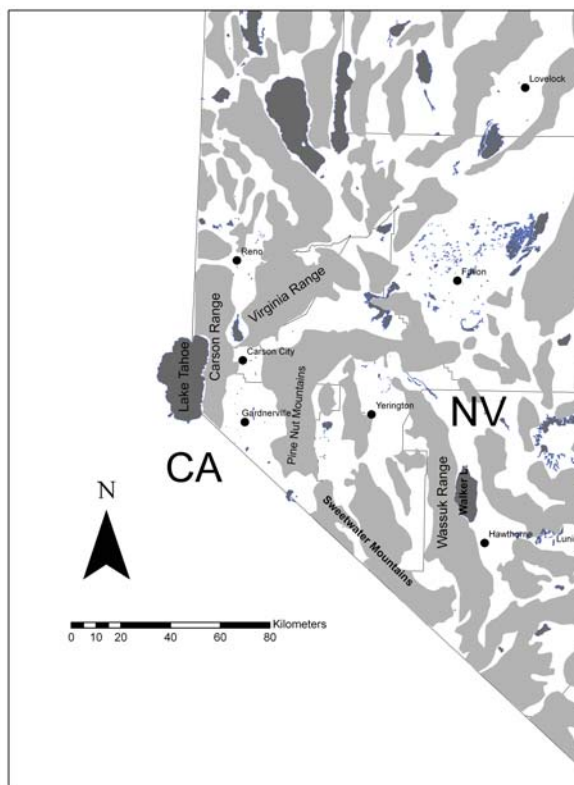 Lovelock
Reno
Virginia Range
Fallon
Carson Range
Lake Tahoe
Carson City
Pine Nut Mountains
Gardnerville
Yerington
NV
CA
Wassuk Range
Walker L.
N
Sweetwater Mountains
Hawthorne
Luni
Kilometers
0 10 20 40 60 80